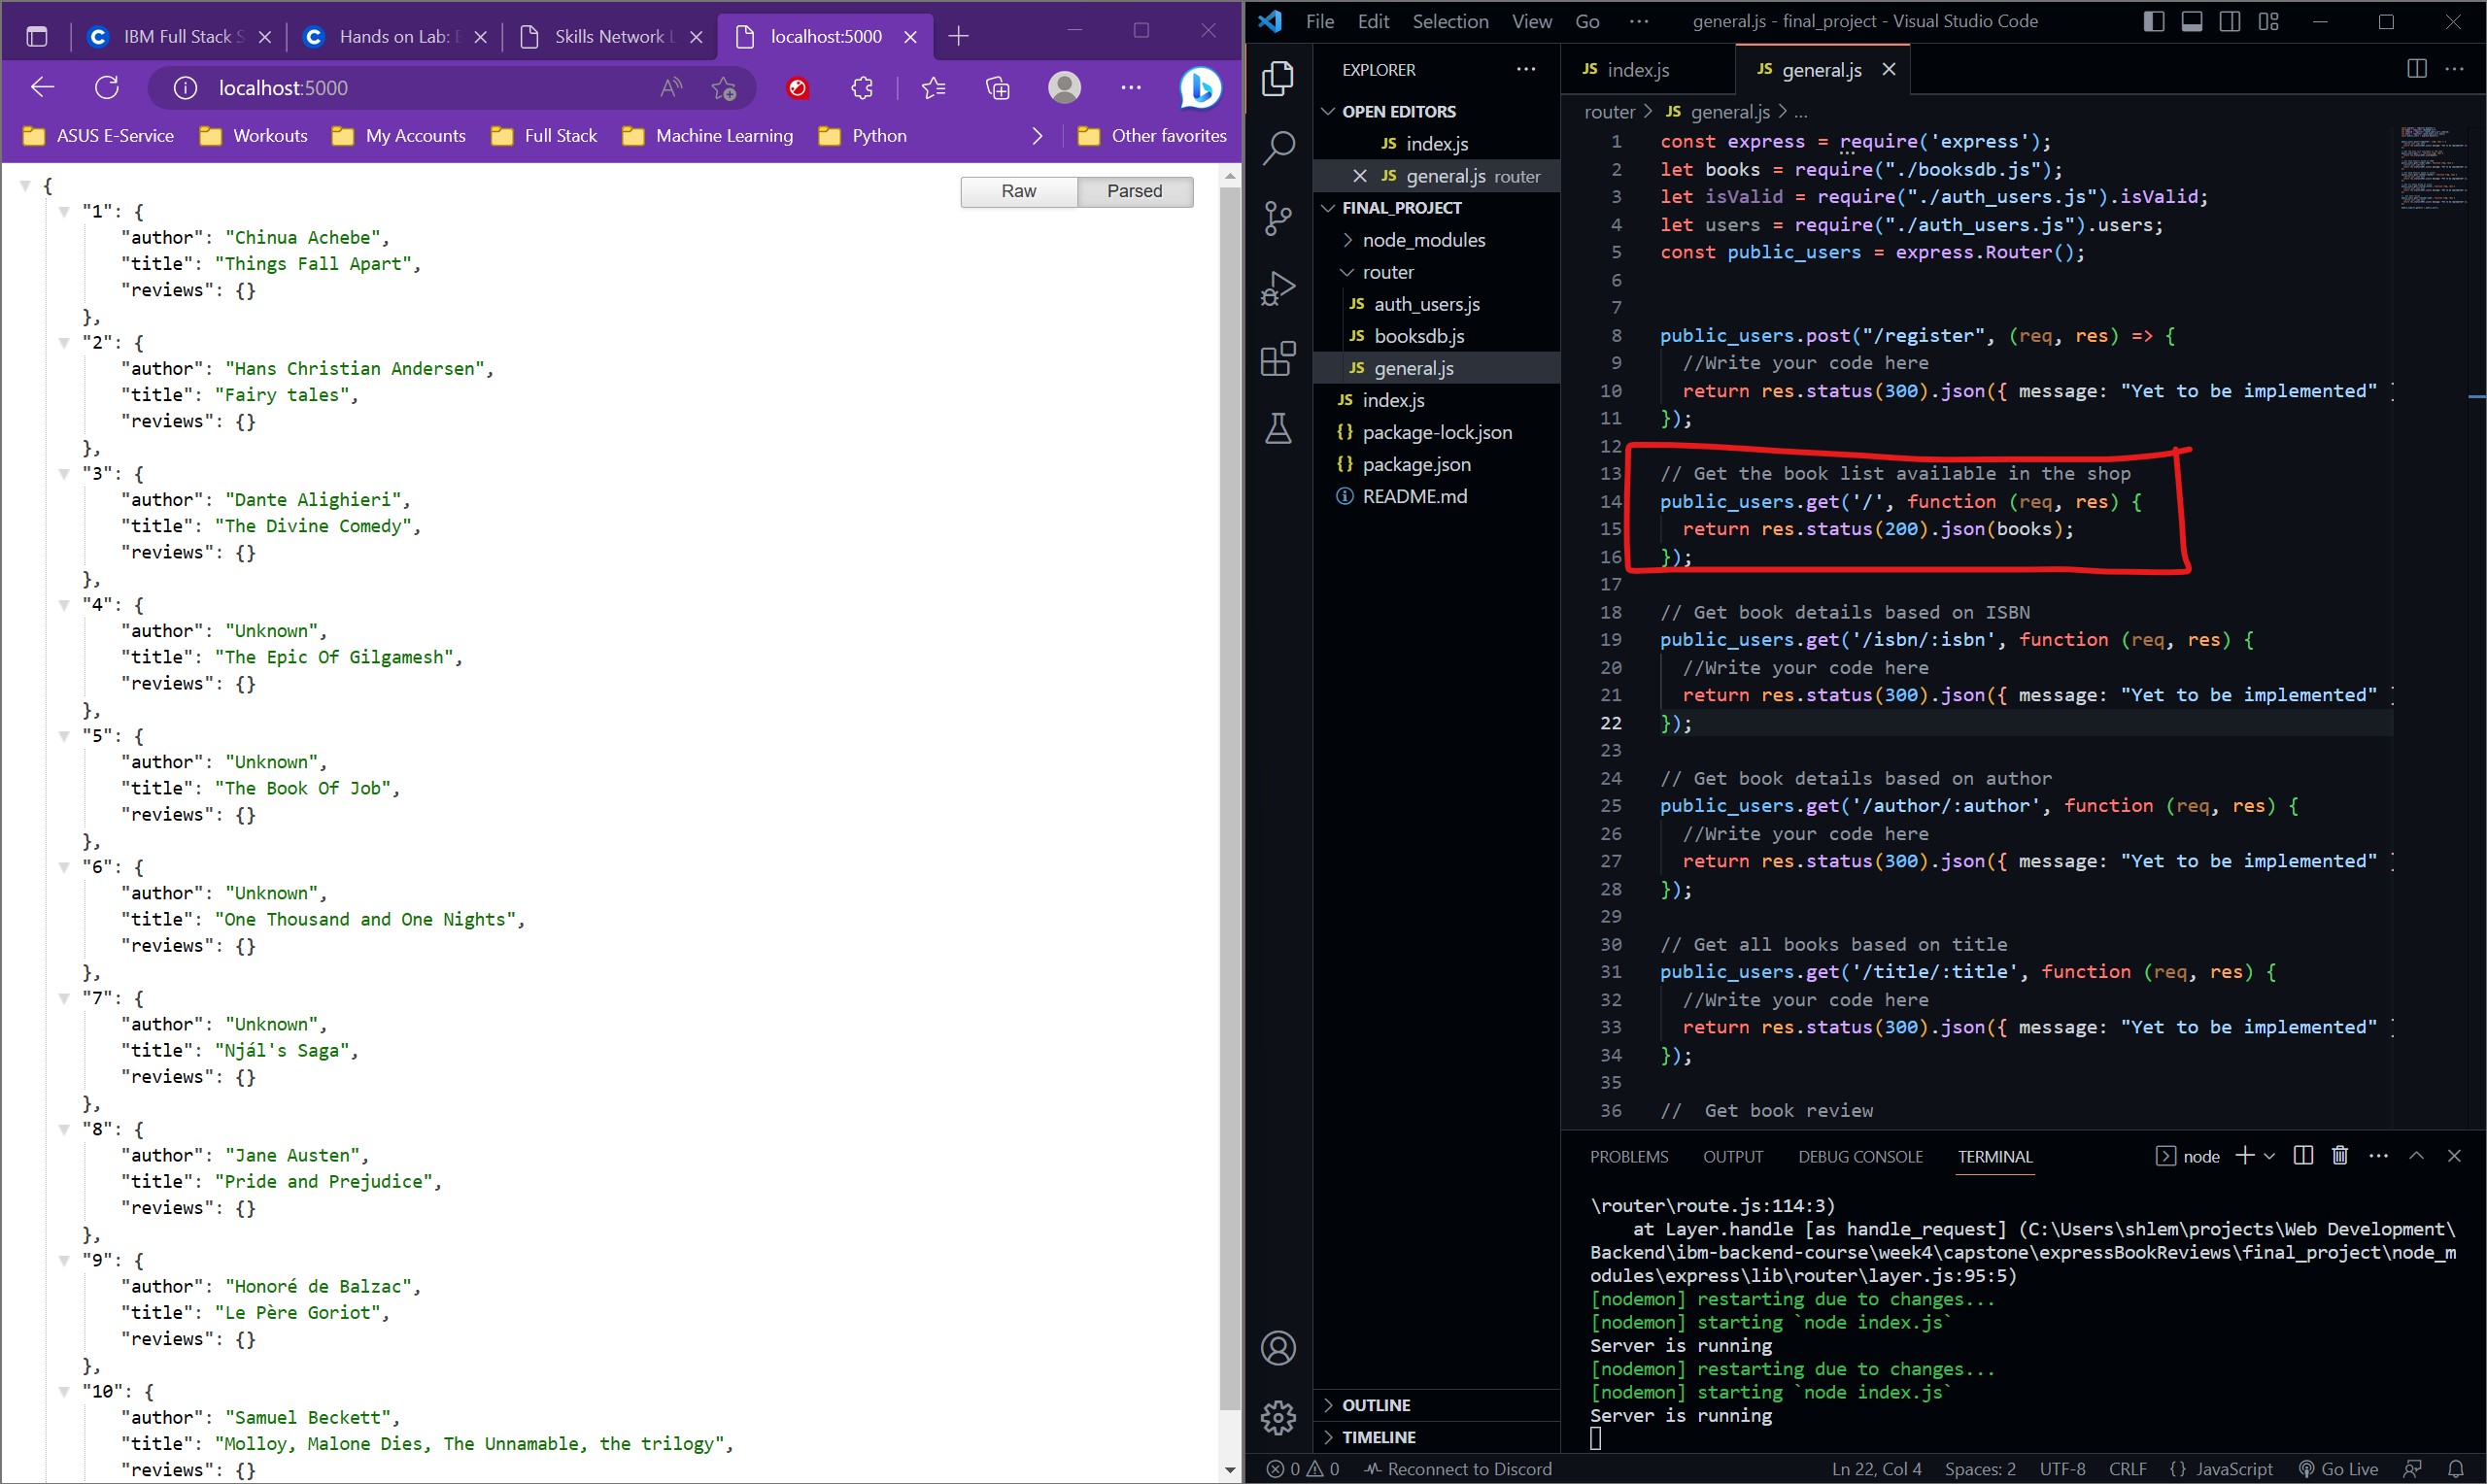 IBM Full Stack S
Hands on Lab: E
Skills Network L
localhost:5000
localhost:5000
ASUS E-Service
Workouts
My Accounts
Full Stack
Machine Learning
Python
Other favorites
Raw
Parsed
{
"1": {
"author": "Chinua Achebe",
"title": "Things Fall Apart",
"reviews": {}
},
"2": {
"author": "Hans Christian Andersen",
"title": "Fairy tales",
"reviews": {}
},
"3": {
"author": "Dante Alighieri",
"title": "The Divine Comedy",
"reviews": {}
},
"4": {
"author": "Unknown",
"title": "The Epic Of Gilgamesh",
"reviews": {}
},
"5": {
"author": "Unknown",
"title": "The Book Of Job",
"reviews": {}
},
"6": {
"author": "Unknown",
"title": "One Thousand and One Nights",
"reviews": {}
},
"7": {
"author": "Unknown",
"title": "Njál's Saga",
"reviews": {}
},
"8": {
"author": "Jane Austen",
"title": "Pride and Prejudice",
"reviews": {}
},
"9": {
"author": "Honoré de Balzac",
"title": "Le Père Goriot",
"reviews": {}
},
"10": {
"author": "Samuel Beckett",
"title": "Molloy, Malone Dies, The Unnamable, the trilogy",
"reviews": {}
File Edit Selection View Go ···
general.js - final_project - Visual Studio Code
EXPLORER
OPEN EDITORS
JS index.js
JS general.js router
FINAL_PROJECT
node_modules
router
JS auth_users.js
JS booksdb.js
JS general.js
JS index.js
{} package-lock.json
{} package.json
README.md
OUTLINE
TIMELINE
JS index.js
JS general.js
router > JS general.js > ...
1 const express = require('express');
2 let books = require("./booksdb.js");
3 let isValid = require("./auth_users.js").isValid;
4 let users = require("./auth_users.js").users;
5 const public_users = express.Router();
6
7
8 public_users.post("/register", (req, res) => {
9 //Write your code here
10 return res.status(300).json({ message: "Yet to be implemented" }
11 });
12
13 // Get the book list available in the shop
14 public_users.get('/', function (req, res) {
15 return res.status(200).json(books);
16 });
17
18 // Get book details based on ISBN
19 public_users.get('/isbn/:isbn', function (req, res) {
20 //Write your code here
21 return res.status(300).json({ message: "Yet to be implemented" }
22 });
23
24 // Get book details based on author
25 public_users.get('/author/:author', function (req, res) {
26 //Write your code here
27 return res.status(300).json({ message: "Yet to be implemented" }
28 });
29
30 // Get all books based on title
31 public_users.get('/title/:title', function (req, res) {
32 //Write your code here
33 return res.status(300).json({ message: "Yet to be implemented" }
34 });
35
36 //  Get book review
PROBLEMS OUTPUT DEBUG CONSOLE TERMINAL
node
\router\route.js:114:3)
at Layer.handle [as handle_request] (C:\Users\shlem\projects\Web Development\
Backend\ibm-backend-course\week4\capstone\expressBookReviews\final_project\node_m
odules\express\lib\router\layer.js:95:5)
[nodemon] restarting due to changes...
[nodemon] starting `node index.js`
Server is running
[nodemon] restarting due to changes...
[nodemon] starting `node index.js`
Server is running
0 0 Reconnect to Discord
Ln 22, Col 4 Spaces: 2 UTF-8 CRLF {} JavaScript Go Live